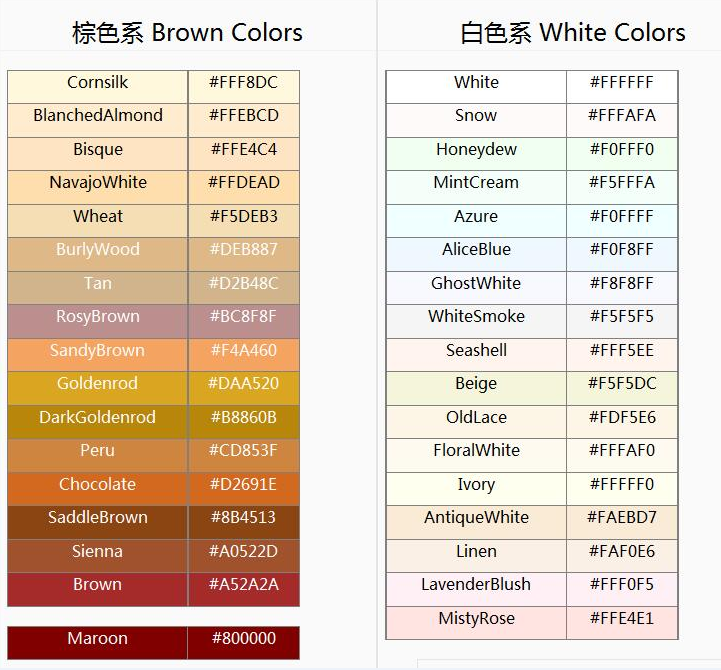 棕色系 Brown Colors
Cornsilk #FFF8DC
BlanchedAlmond #FFEBCD
Bisque #FFE4C4
NavajoWhite #FFDEAD
Wheat #F5DEB3
BurlyWood #DEB887
Tan #D2B48C
RosyBrown #BC8F8F
SandyBrown #F4A460
Goldenrod #DAA520
DarkGoldenrod #B8860B
Peru #CD853F
Chocolate #D2691E
SaddleBrown #8B4513
Sienna #A0522D
Brown #A52A2A
Maroon #800000
白色系 White Colors
White #FFFFFF
Snow #FFFAFA
Honeydew #F0FFF0
MintCream #F5FFFA
Azure #F0FFFF
AliceBlue #F0F8FF
GhostWhite #F8F8FF
WhiteSmoke #F5F5F5
Seashell #FFF5EE
Beige #F5F5DC
OldLace #FDF5E6
FloralWhite #FFFAF0
Ivory #FFFFF0
AntiqueWhite #FAEBD7
Linen #FAF0E6
LavenderBlush #FFF0F5
MistyRose #FFE4E1